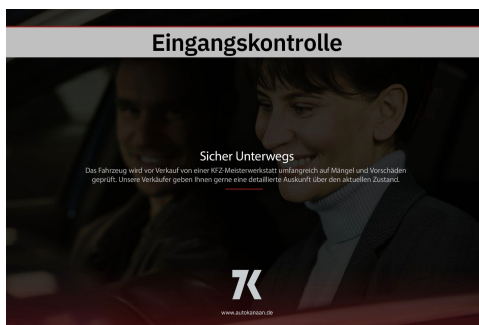 Eingangskontrolle
Sicher Unterwegs
Das Fahrzeug wird vor Verkauf von einer KFZ-Meisterwerkstatt umfangreich auf Mängel und Vorschäden
geprüft. Unsere Verkäufer geben Ihnen gerne eine detaillierte Auskunft über den aktuellen Zustand.
7K
www.autokanaan.de